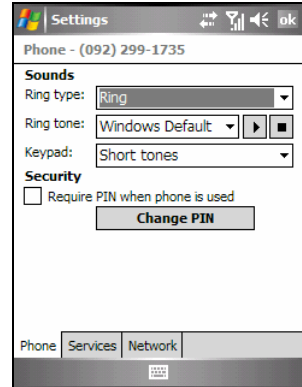 Settings
ok
Phone - (092) 299-1735
Sounds
Ring type: Ring
Ring tone: Windows Default
Keypad: Short tones
Security
Require PIN when phone is used
Change PIN
Phone Services Network